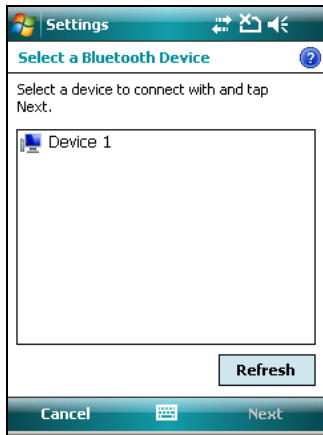 Settings
Select a Bluetooth Device
?
Select a device to connect with and tap
Next.
Device 1
Refresh
Cancel Next